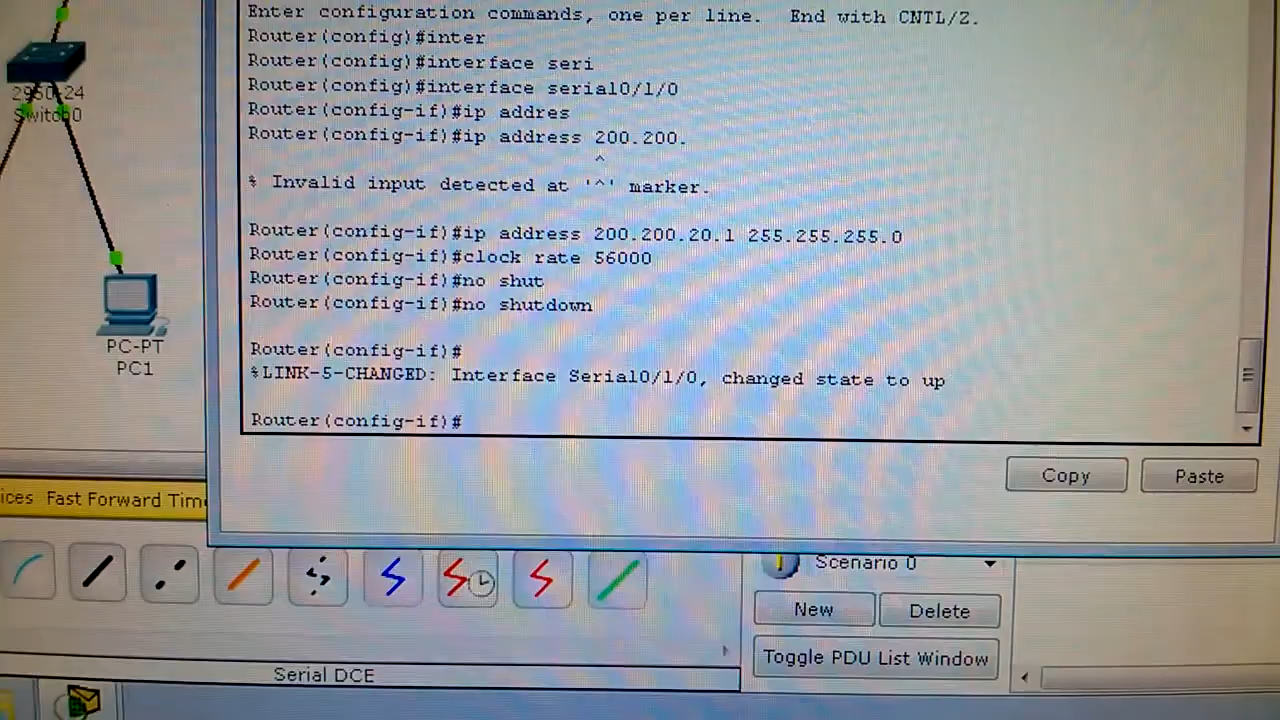 Enter configuration commands, one per line.  End with CNTL/Z.
Router(config)#inter
Router(config)#interface seri
Router(config)#interface serial0/1/0
Router(config-if)#ip addres
Router(config-if)#ip address 200.200.
^
% Invalid input detected at '^' marker.
Router(config-if)#ip address 200.200.20.1 255.255.255.0
Router(config-if)#clock rate 56000
Router(config-if)#no shut
Router(config-if)#no shutdown
Router(config-if)#
%LINK-5-CHANGED: Interface Serial0/1/0, changed state to up
Router(config-if)#
2950-24
Switch0
PC-PT
PC1
Copy
Paste
ices Fast Forward Time
Scenario 0
New
Delete
Toggle PDU List Window
Serial DCE